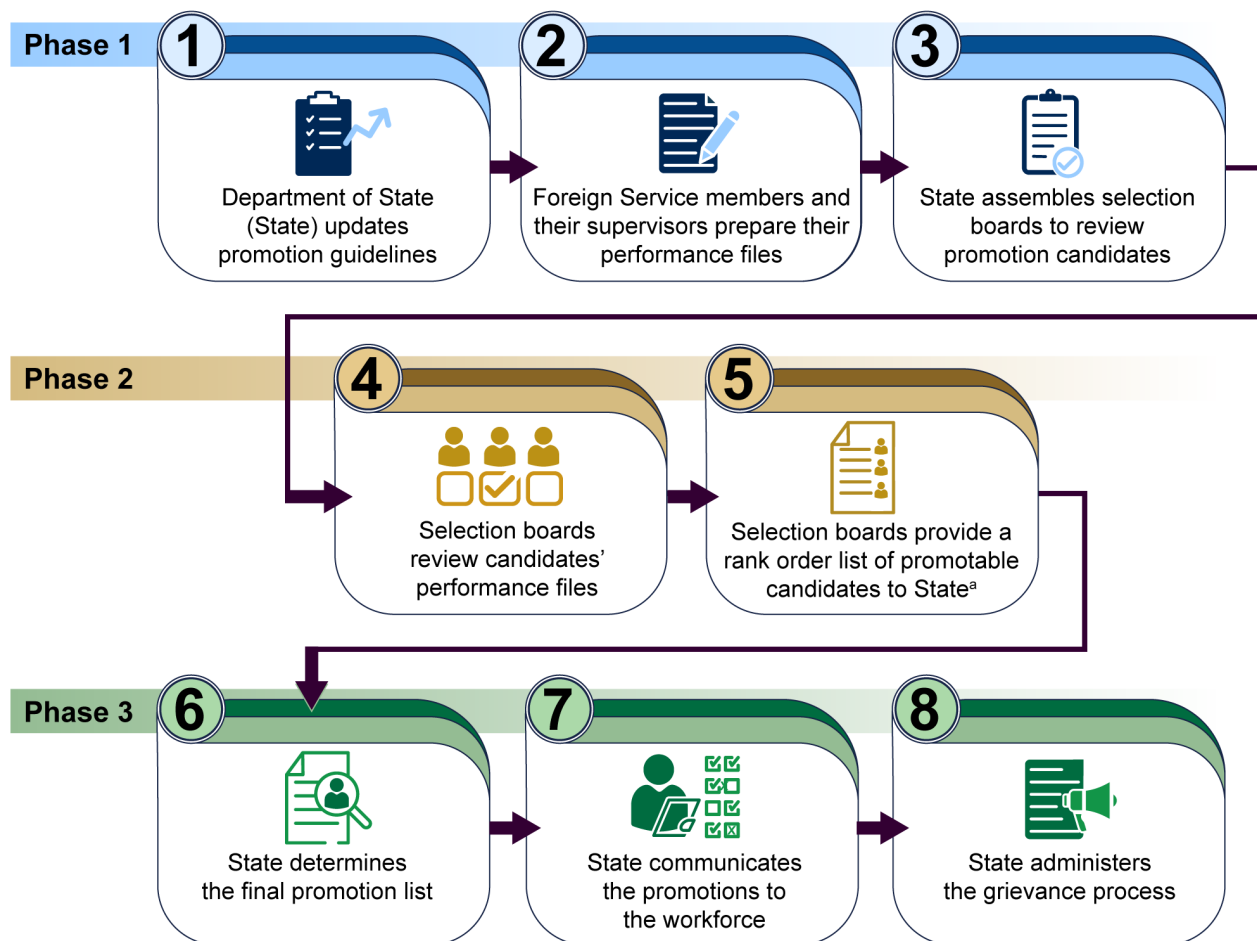 Phase 1
1
Department of State
(State) updates
promotion guidelines
2
Foreign Service members and
their supervisors prepare their
performance files
3
State assembles selection
boards to review
promotion candidates
Phase 2
4
Selection boards
review candidates’
performance files
5
Selection boards provide a
rank order list of promotable
candidates to Stateᵃ
Phase 3
6
State determines
the final promotion list
7
State communicates
the promotions to
the workforce
8
State administers
the grievance process